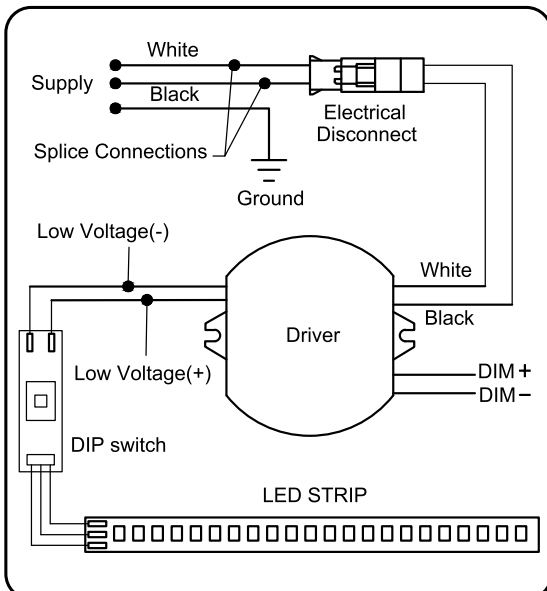 White
Supply
Black
Electrical
Disconnect
Splice Connections
Ground
Low Voltage(-)
White
Driver
Black
Low Voltage(+)
DIM+
DIM−
DIP switch
LED STRIP